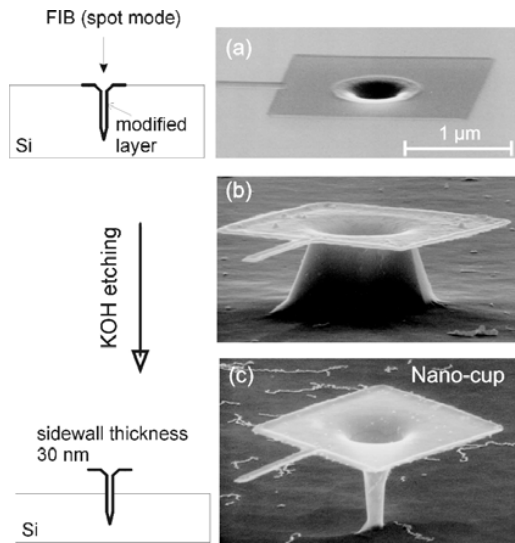 FIB (spot mode)
modified
layer
Si
(a)
1 µm
(b)
KOH etching
(c)
Nano-cup
sidewall thickness
30 nm
Si